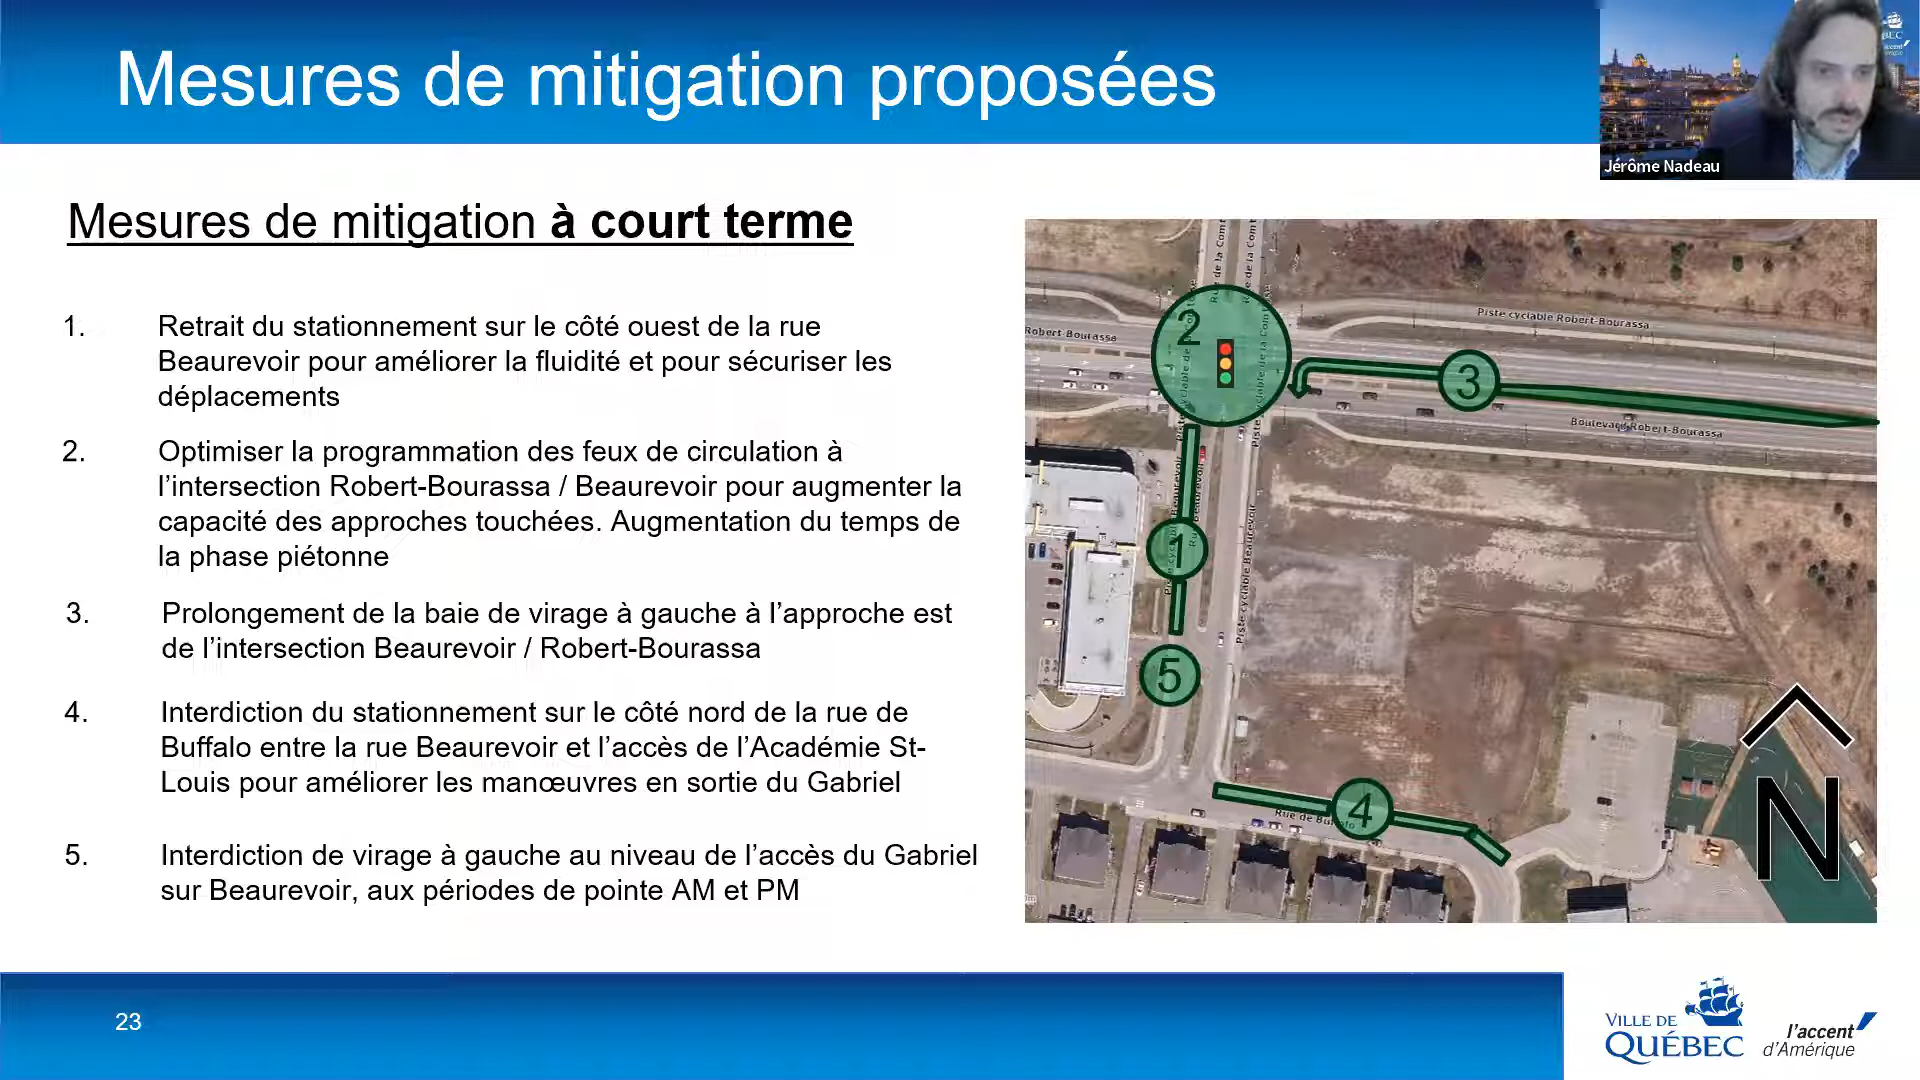 Mesures de mitigation proposées
Jérôme Nadeau
Mesures de mitigation à court terme
1. Retrait du stationnement sur le côté ouest de la rue
Beaurevoir pour améliorer la fluidité et pour sécuriser les
déplacements
2. Optimiser la programmation des feux de circulation à
l’intersection Robert-Bourassa / Beaurevoir pour augmenter la
capacité des approches touchées. Augmentation du temps de
la phase piétonne
3. Prolongement de la baie de virage à gauche à l’approche est
de l’intersection Beaurevoir / Robert-Bourassa
4. Interdiction du stationnement sur le côté nord de la rue de
Buffalo entre la rue Beaurevoir et l’accès de l’Académie St-
Louis pour améliorer les manœuvres en sortie du Gabriel
5. Interdiction de virage à gauche au niveau de l’accès du Gabriel
sur Beaurevoir, aux périodes de pointe AM et PM
Piste cyclable Robert-Bourassa
Robert-Bourassa
2
3
Boulevard Robert-Bourassa
1
Piste cyclable Beaurevoir
5
4
Rue de
N
23
VILLE DE
QUÉBEC
l’accent
d’Amérique